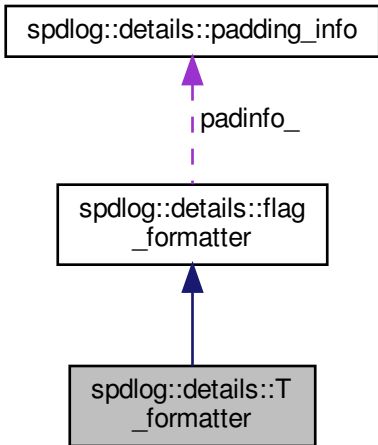 spdlog::details::padding_info
padinfo_
spdlog::details::flag
_formatter
spdlog::details::T
_formatter